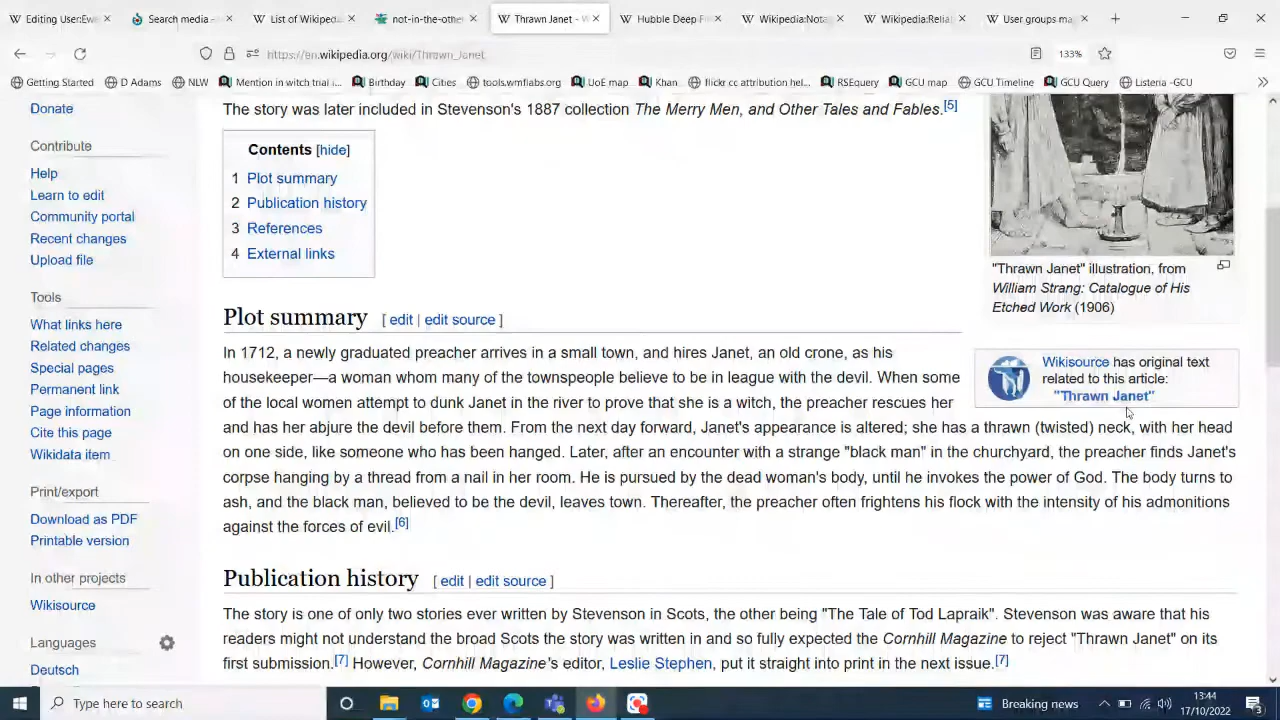 Editing User:Ewe
Search media -
List of Wikiped
not-in-the-othe
Thrawn Janet - W
Hubble Deep Fi
Wikipedia:Nota
Wikipedia:Relia
User groups ma
https://en.wikipedia.org/wiki/Thrawn_Janet
133%
Getting Started
D Adams
NLW
Mention in witch trial i...
Birthday
Cities
tools.wmflabs.org
UoE map
Khan
flickr cc attribution hel...
RSEquery
GCU map
GCU Timeline
GCU Query
Listeria -GCU
Donate
Contribute
Help
Learn to edit
Community portal
Recent changes
Upload file
Tools
What links here
Related changes
Special pages
Permanent link
Page information
Cite this page
Wikidata item
Print/export
Download as PDF
Printable version
In other projects
Wikisource
Languages
Deutsch
The story was later included in Stevenson's 1887 collection The Merry Men, and Other Tales and Fables.[5]
Contents [hide]
1 Plot summary
2 Publication history
3 References
4 External links
"Thrawn Janet" illustration, from
William Strang: Catalogue of His
Etched Work (1906)
Wikisource has original text
related to this article:
"Thrawn Janet"
Plot summary [ edit | edit source ]
In 1712, a newly graduated preacher arrives in a small town, and hires Janet, an old crone, as his
housekeeper—a woman whom many of the townspeople believe to be in league with the devil. When some
of the local women attempt to dunk Janet in the river to prove that she is a witch, the preacher rescues her
and has her abjure the devil before them. From the next day forward, Janet's appearance is altered; she has a thrawn (twisted) neck, with her head
on one side, like someone who has been hanged. Later, after an encounter with a strange "black man" in the churchyard, the preacher finds Janet's
corpse hanging by a thread from a nail in her room. He is pursued by the dead woman's body, until he invokes the power of God. The body turns to
ash, and the black man, believed to be the devil, leaves town. Thereafter, the preacher often frightens his flock with the intensity of his admonitions
against the forces of evil.[6]
Publication history [ edit | edit source ]
The story is one of only two stories ever written by Stevenson in Scots, the other being "The Tale of Tod Lapraik". Stevenson was aware that his
readers might not understand the broad Scots the story was written in and so fully expected the Cornhill Magazine to reject "Thrawn Janet" on its
first submission.[7] However, Cornhill Magazine's editor, Leslie Stephen, put it straight into print in the next issue.[7]
Type here to search
Breaking news
13:44
17/10/2022
3